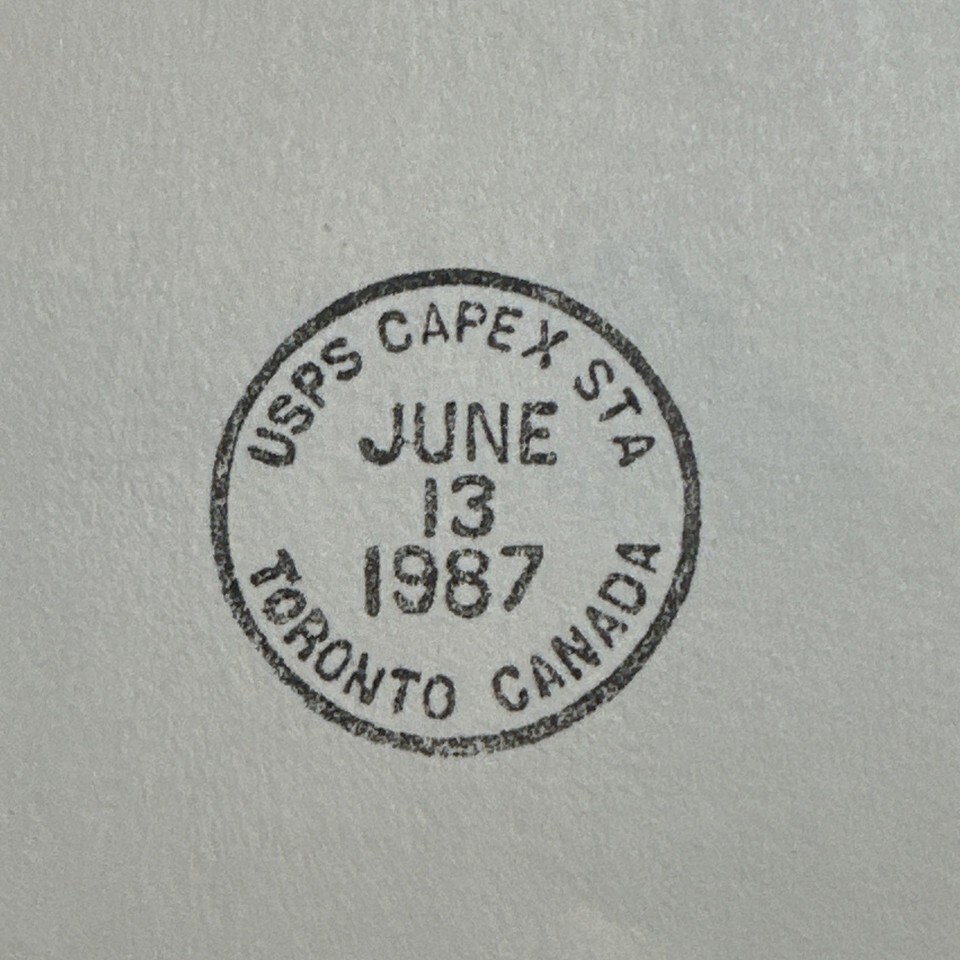 USPS CAPEX STA
JUNE
13
1987
TORONTO CANADA